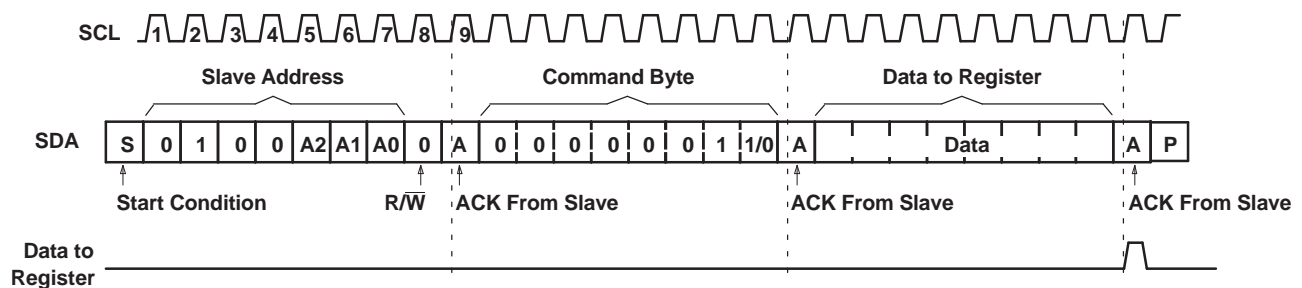 SCL 1 2 3 4 5 6 7 8 9
Slave Address Command Byte Data to Register
SDA S 0 1 0 0 A2 A1 A0 0 A 0 0 0 0 0 0 1 1/0 A Data A P
Start Condition R/W̅ ACK From Slave ACK From Slave ACK From Slave
Data to
Register